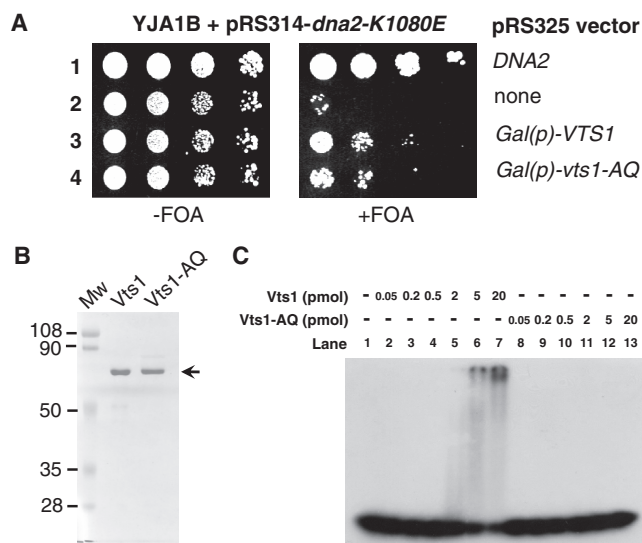 A
YJA1B + pRS314-dna2-K1080E
pRS325 vector
1
DNA2
2
none
3
Gal(p)-VTS1
4
Gal(p)-vts1-AQ
-FOA
+FOA
B
Mw
Vts1
Vts1-AQ
108
90
50
35
28
C
Vts1 (pmol) - 0.05 0.2 0.5 2 5 20 - - - - - -
Vts1-AQ (pmol) - - - - - - - 0.05 0.2 0.5 2 5 20
Lane 1 2 3 4 5 6 7 8 9 10 11 12 13